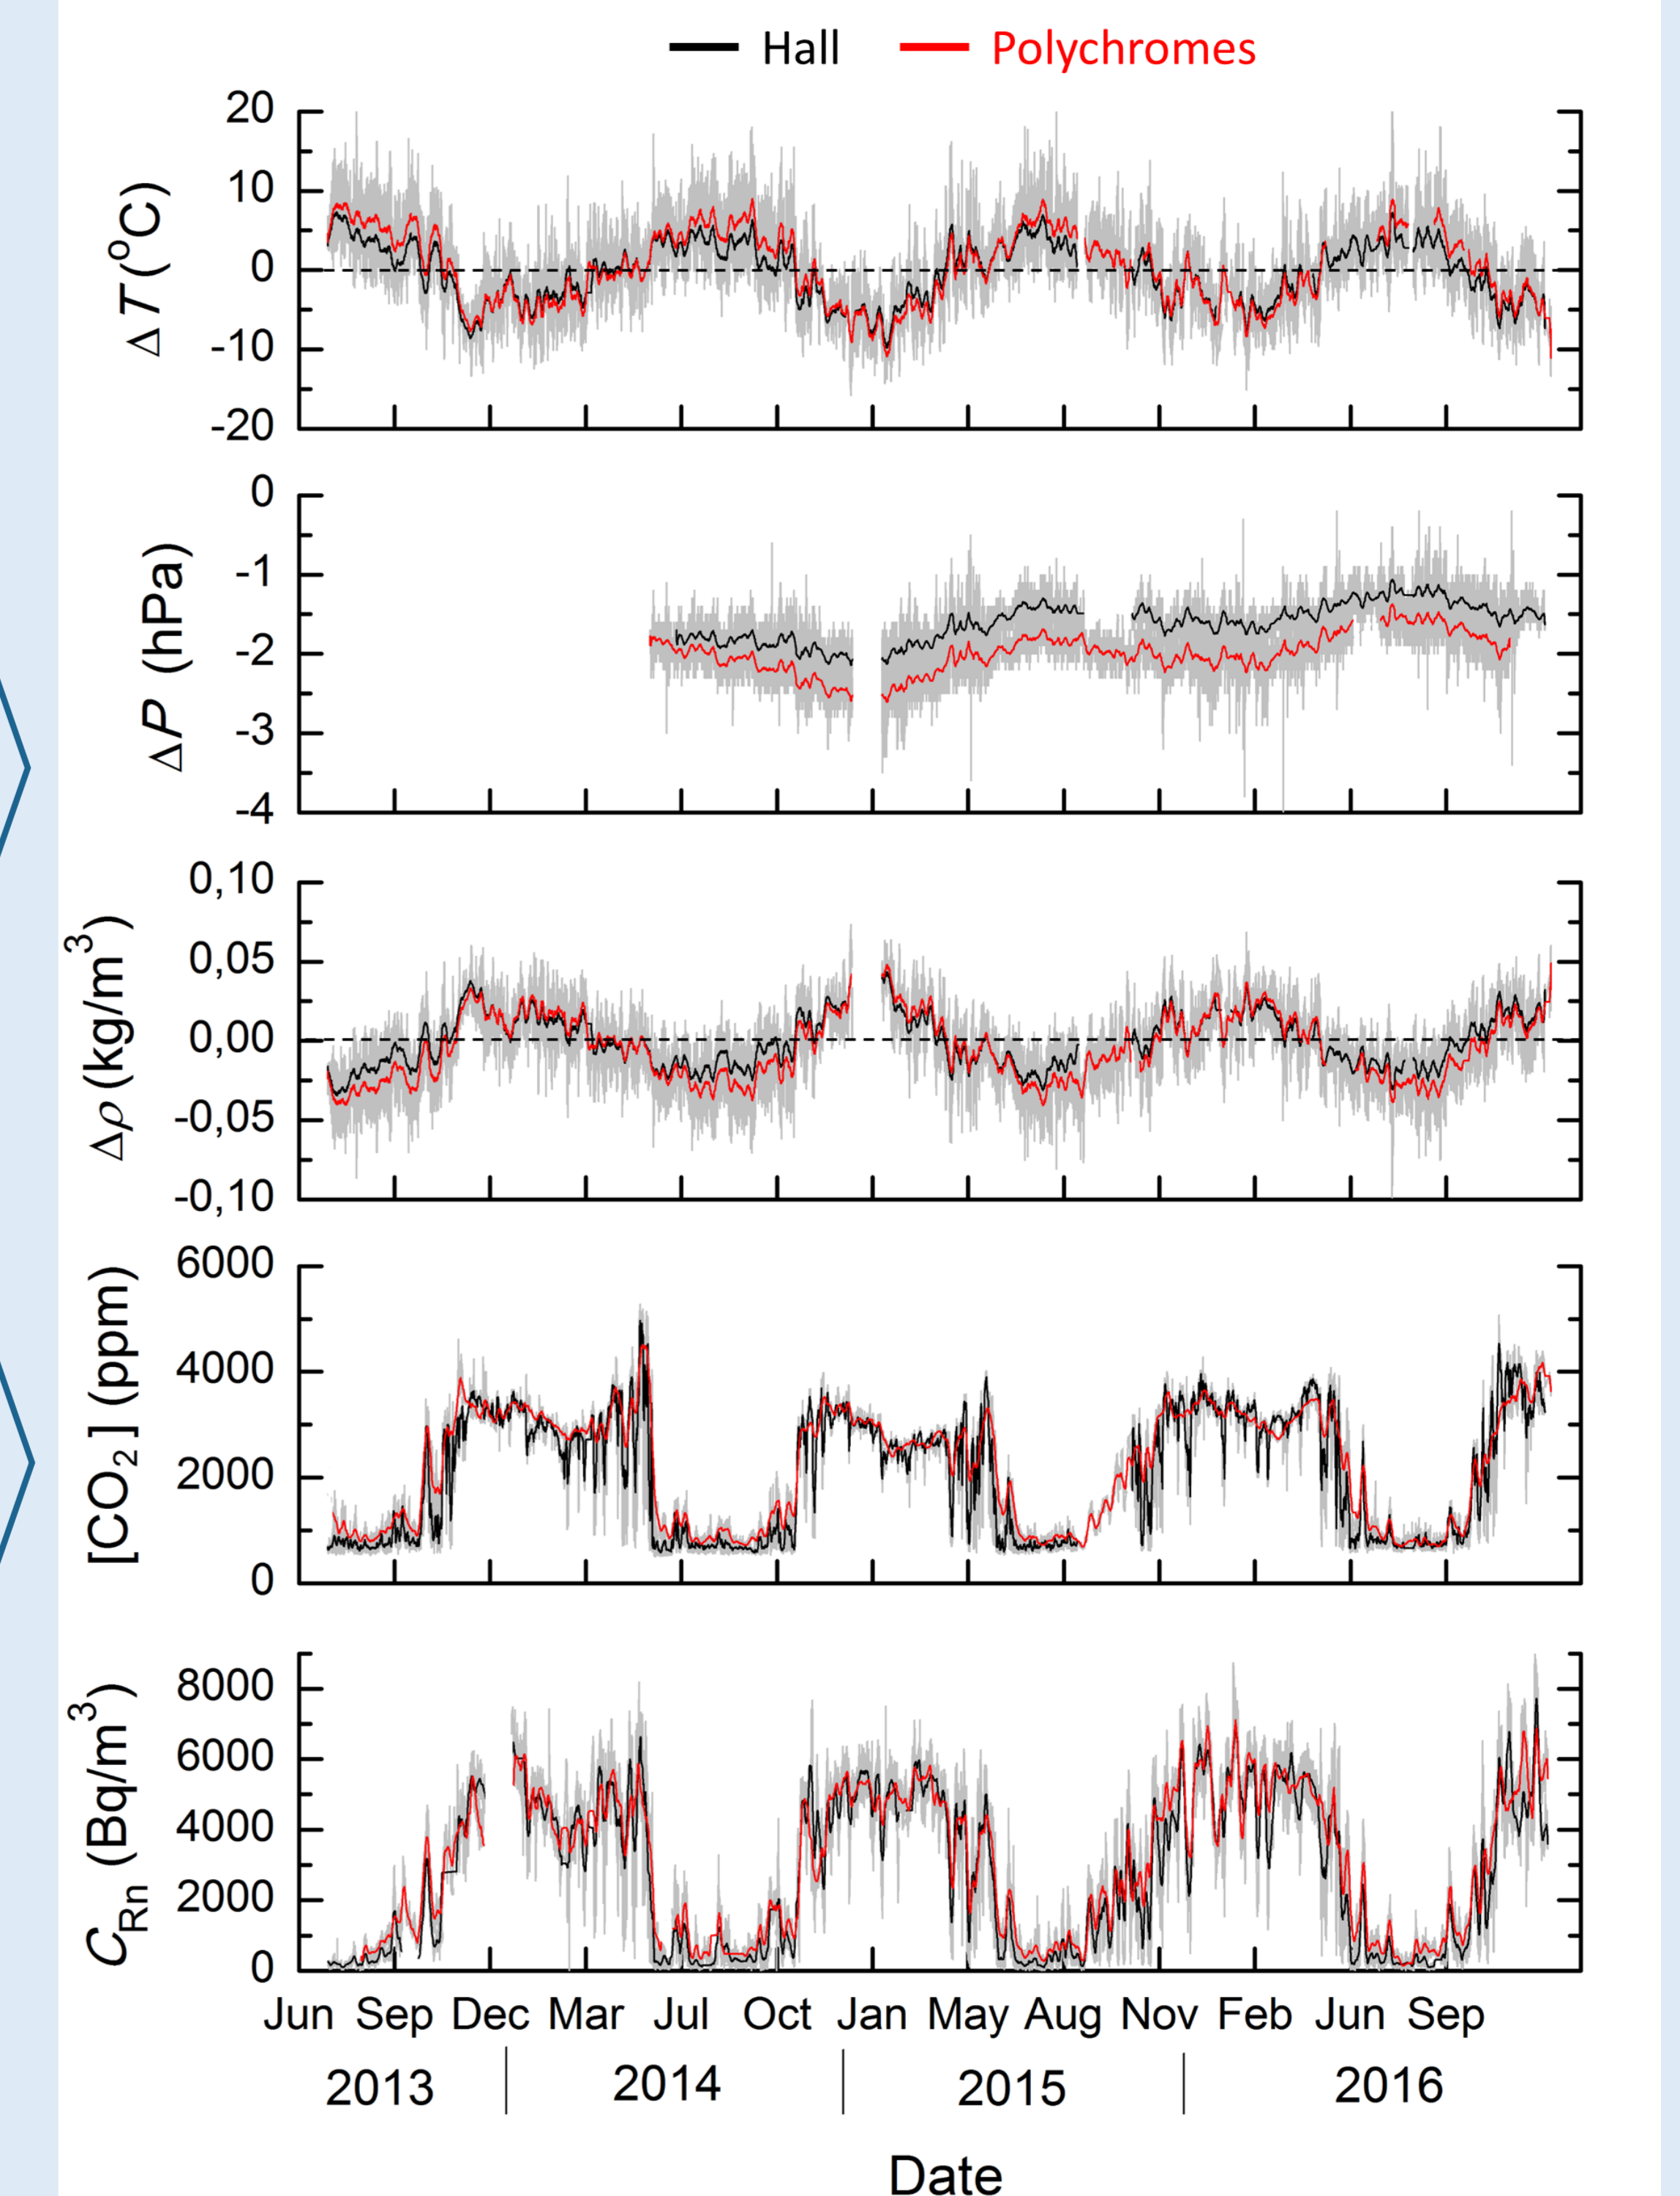 Hall Polychromes
20
10
0
-10
-20
ΔT (°C)
0
-1
-2
-3
-4
ΔP (hPa)
0,10
0,05
0,00
-0,05
-0,10
Δρ (kg/m³)
6000
4000
2000
0
[CO₂] (ppm)
8000
6000
4000
2000
0
C_Rn (Bq/m³)
Jun Sep Dec Mar Jul Oct Jan May Aug Nov Feb Jun Sep
2013 2014 2015 2016
Date